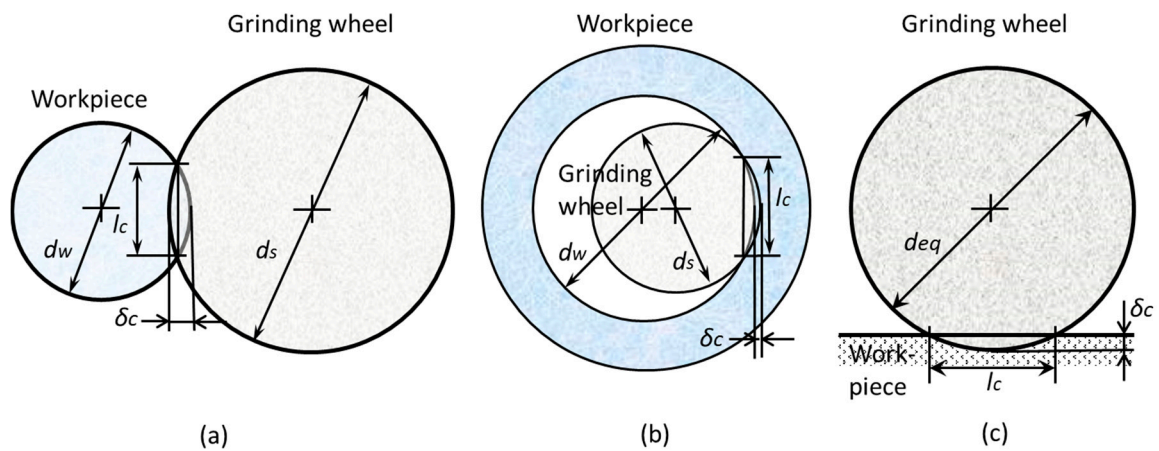 Grinding wheel
Workpiece
lc
dw
ds
δc
(a)
Workpiece
Grinding
wheel
lc
ds
dw
δc
(b)
Grinding wheel
deq
δc
Work-
piece
lc
(c)